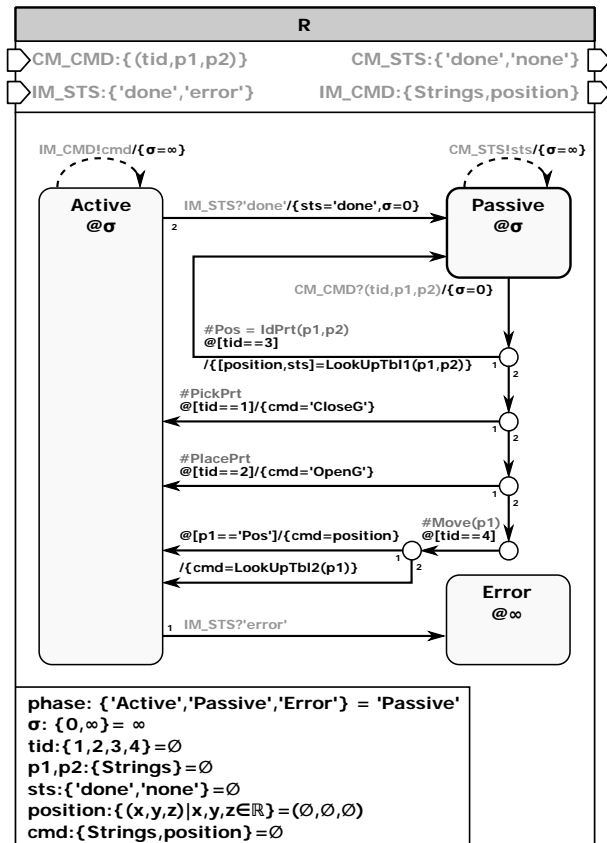 R
CM_CMD:{(tid,p1,p2)}
CM_STS:{'done','none'}
IM_STS:{'done','error'}
IM_CMD:{Strings,position}
IM_CMD!cmd/{σ=∞}
CM_STS!sts/{σ=∞}
Active
@σ
Passive
@σ
IM_STS?'done'/{sts='done',σ=0}
2
CM_CMD?(tid,p1,p2)/{σ=0}
#Pos = IdPrt(p1,p2)
@[tid==3]
/{[position,sts]=LookUpTbl1(p1,p2)}
1
2
#PickPrt
@[tid==1]/{cmd='CloseG'}
1
2
#PlacePrt
@[tid==2]/{cmd='OpenG'}
1
2
#Move(p1)
@[tid==4]
@[p1=='Pos']/{cmd=position}
1
2
/{cmd=LookUpTbl2(p1)}
Error
@∞
1
IM_STS?'error'
phase: {'Active','Passive','Error'} = 'Passive'
σ: {0,∞}= ∞
tid:{1,2,3,4}=∅
p1,p2:{Strings}=∅
sts:{'done','none'}=∅
position:{(x,y,z)|x,y,z∈ℝ}=(∅,∅,∅)
cmd:{Strings,position}=∅